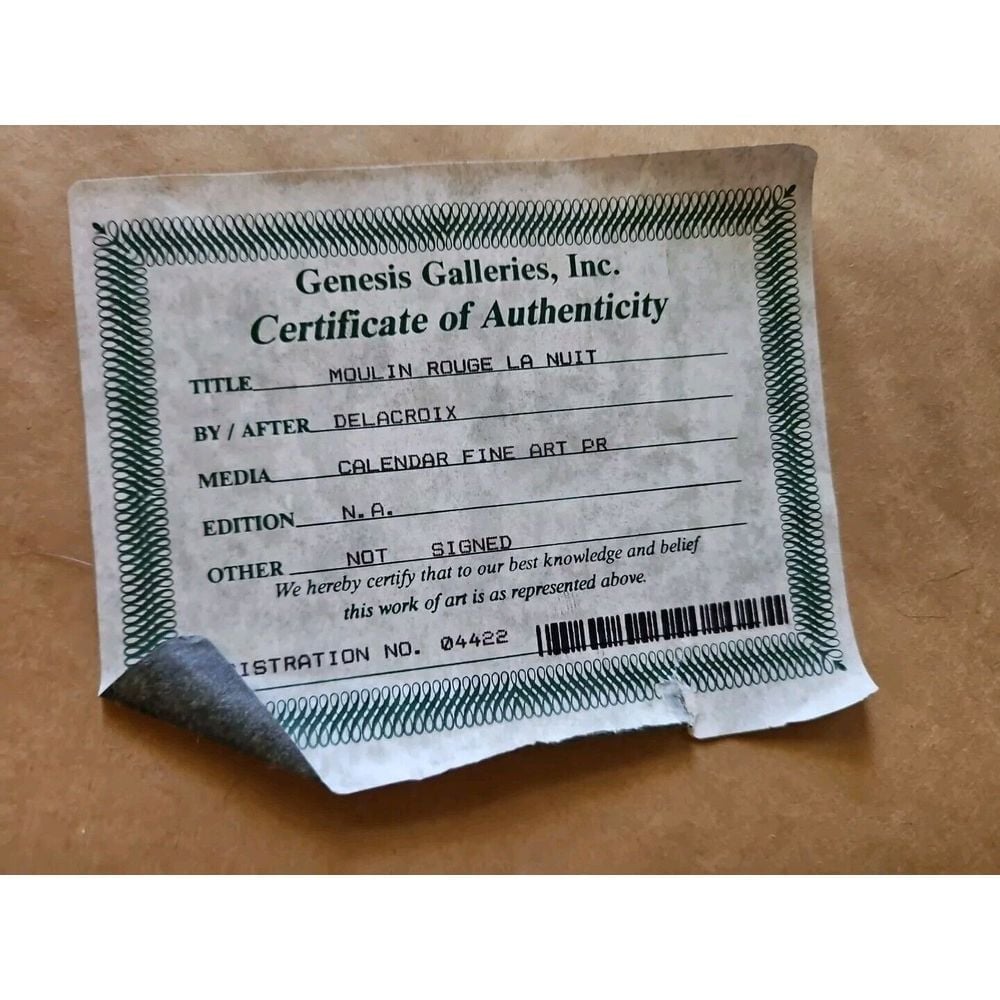 Genesis Galleries, Inc.
Certificate of Authenticity
TITLE MOULIN ROUGE LA NUIT
BY / AFTER DELACROIX
MEDIA CALENDAR FINE ART PR
EDITION N.A.
OTHER NOT SIGNED
We hereby certify that to our best knowledge and belief
this work of art is as represented above.
ISTRATION NO. 04422